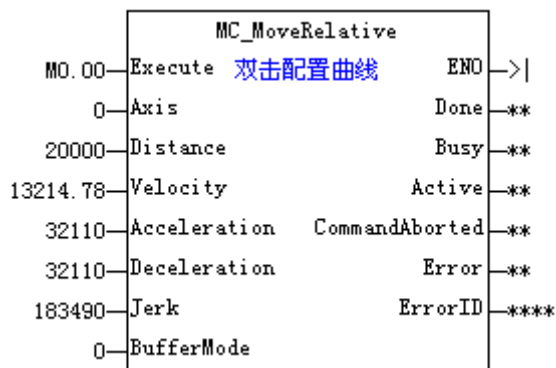 MC_MoveRelative
M0.00 Execute 双击配置曲线 ENO >|
0 Axis Done **
20000 Distance Busy **
13214.78 Velocity Active **
32110 Acceleration CommandAborted **
32110 Deceleration Error **
183490 Jerk ErrorID ****
0 BufferMode